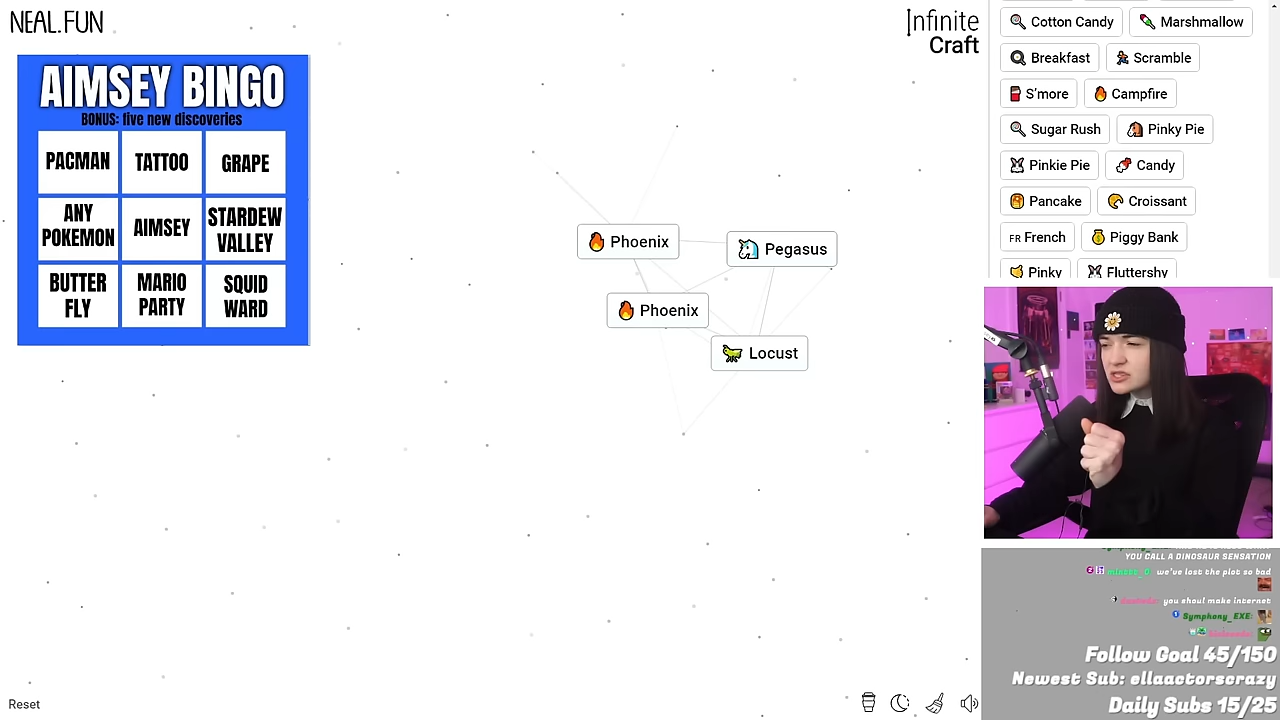 NEAL.FUN
Infinite
Craft
AIMSEY BINGO
BONUS: five new discoveries
PACMAN
TATTOO
GRAPE
ANY
POKEMON
AIMSEY
STARDEW
VALLEY
BUTTER
FLY
MARIO
PARTY
SQUID
WARD
Phoenix
Pegasus
Phoenix
Locust
Cotton Candy
Marshmallow
Breakfast
Scramble
S'more
Campfire
Sugar Rush
Pinky Pie
Pinkie Pie
Candy
Pancake
Croissant
FR French
Piggy Bank
Pinky
Fluttershy
YOU CALL A DINOSAUR SENSATION
we've lost the plot so bad
you shoul make internet
Symphony_EXE:
Follow Goal 45/150
Newest Sub: ellaactorscrazy
Daily Subs 15/25
Reset